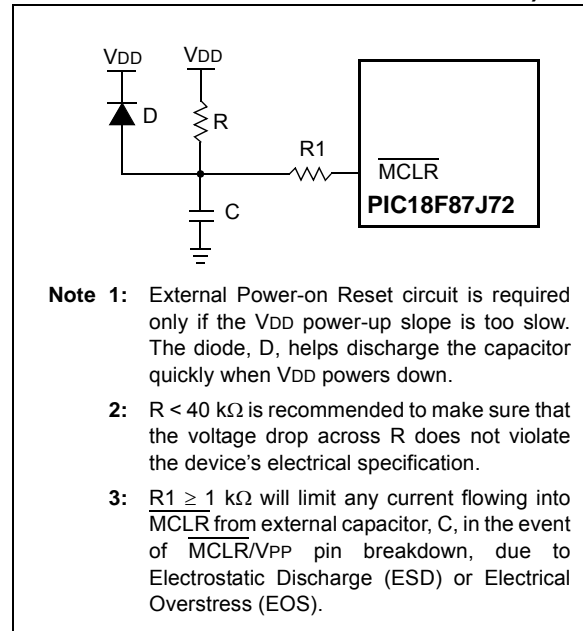 VDD VDD
D
R
R1
MCLR
PIC18F87J72
C
Note 1: External Power-on Reset circuit is required
only if the VDD power-up slope is too slow.
The diode, D, helps discharge the capacitor
quickly when VDD powers down.
2: R < 40 kΩ is recommended to make sure that
the voltage drop across R does not violate
the device's electrical specification.
3: R1 ≥ 1 kΩ will limit any current flowing into
MCLR from external capacitor, C, in the event
of MCLR/VPP pin breakdown, due to
Electrostatic Discharge (ESD) or Electrical
Overstress (EOS).